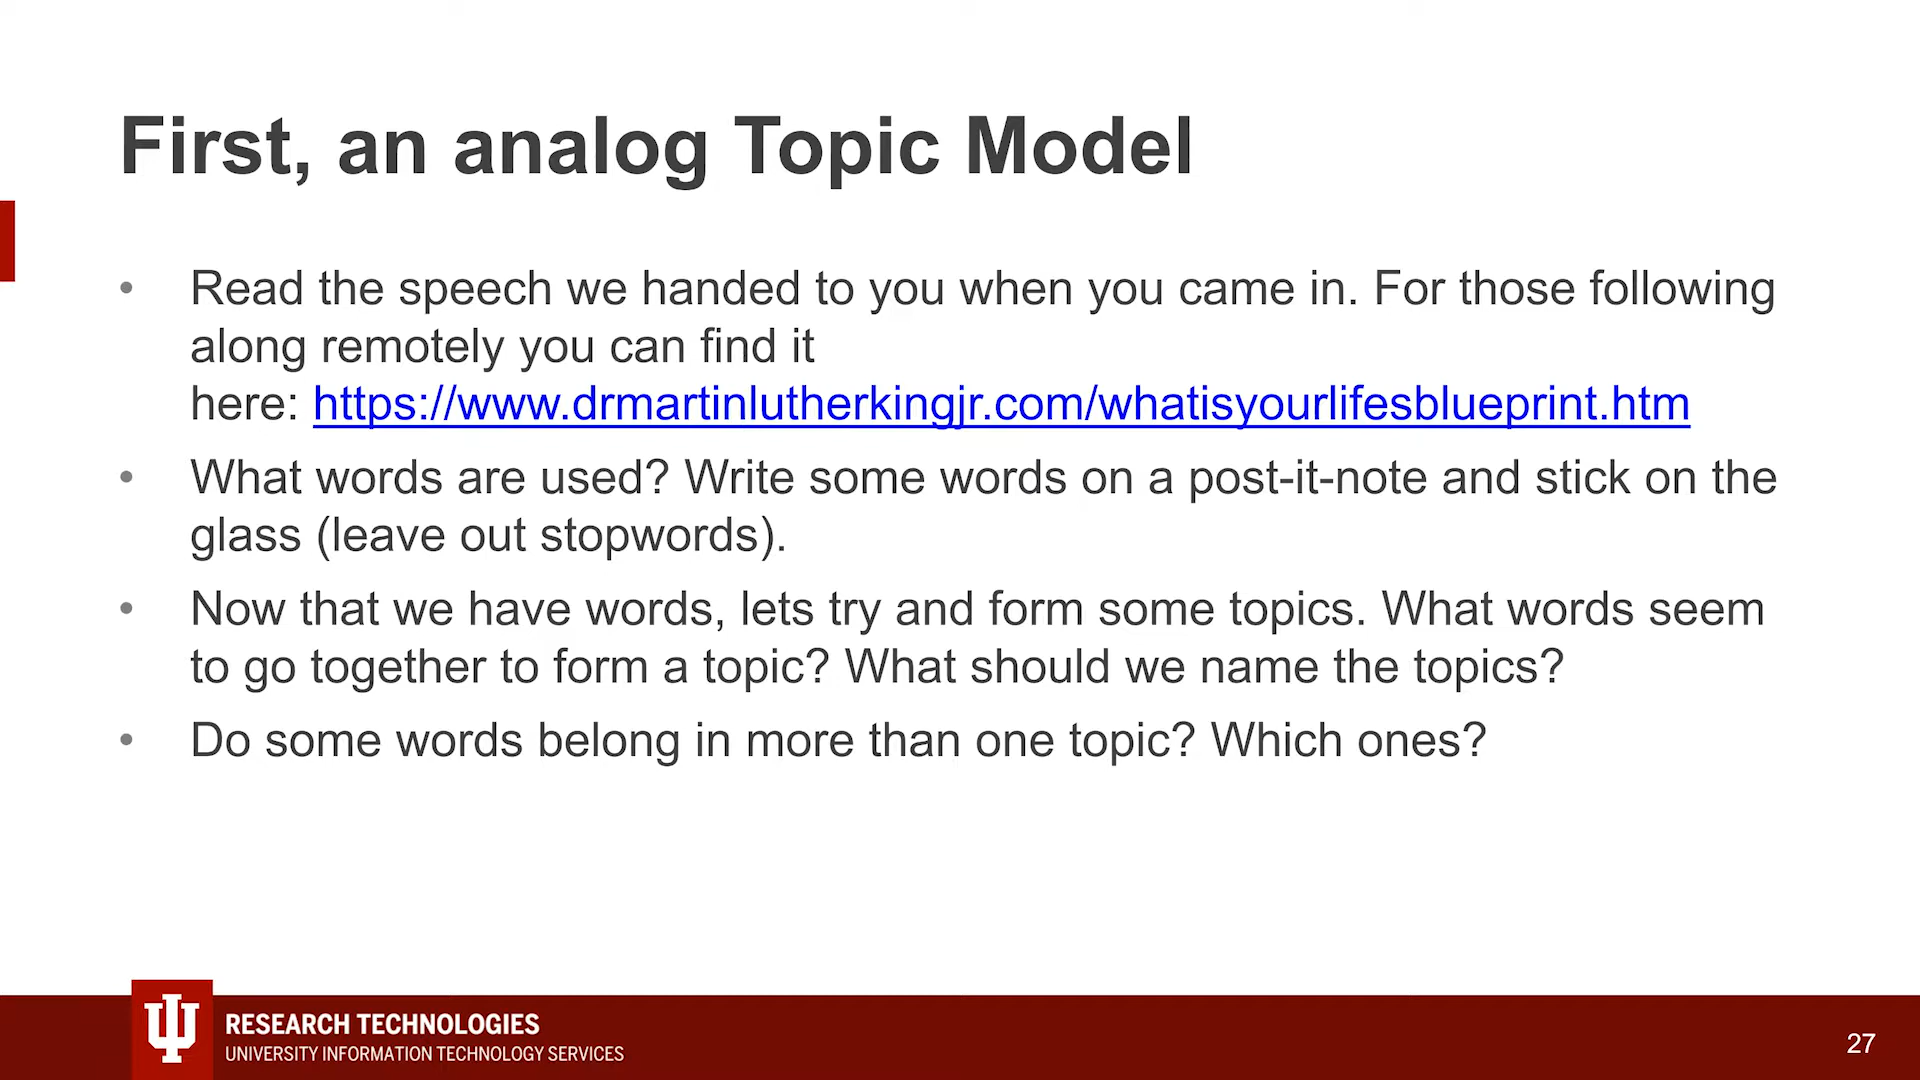 First, an analog Topic Model
• Read the speech we handed to you when you came in. For those following
along remotely you can find it
here: https://www.drmartinlutherkingjr.com/whatisyourlifesblueprint.htm
• What words are used? Write some words on a post-it-note and stick on the
glass (leave out stopwords).
• Now that we have words, lets try and form some topics. What words seem
to go together to form a topic? What should we name the topics?
• Do some words belong in more than one topic? Which ones?
RESEARCH TECHNOLOGIES
UNIVERSITY INFORMATION TECHNOLOGY SERVICES
27